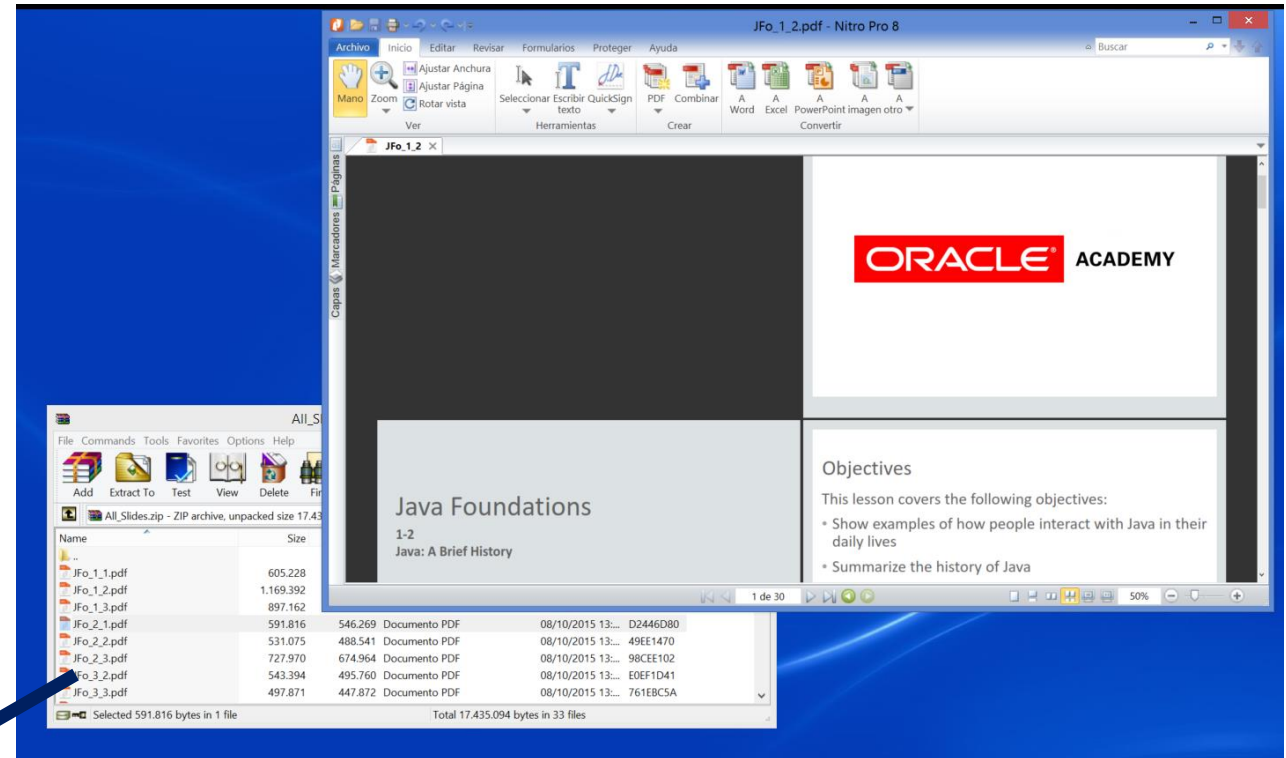 JFo_1_2.pdf - Nitro Pro 8
Archivo Inicio Editar Revisar Formularios Proteger Ayuda Buscar
Mano Zoom Ajustar Anchura
Ajustar Página
Rotar vista
Seleccionar Escribir texto QuickSign PDF Combinar
A Word A Excel A PowerPoint A imagen A otro
Ver Herramientas Crear Convertir
JFo_1_2
Páginas
Marcadores
Capas
ORACLE® ACADEMY
Java Foundations
1-2
Java: A Brief History
Objectives
This lesson covers the following objectives:
• Show examples of how people interact with Java in their
daily lives
• Summarize the history of Java
1 de 30 50%
File Commands Tools Favorites Options Help
Add Extract To Test View Delete
All_Slides.zip - ZIP archive, unpacked size 17.43
Name Size
..
JFo_1_1.pdf 605.228
JFo_1_2.pdf 1.169.392
JFo_1_3.pdf 897.162
JFo_2_1.pdf 591.816 546.269 Documento PDF 08/10/2015 13:... D2446D80
JFo_2_2.pdf 531.075 488.541 Documento PDF 08/10/2015 13:... 49EE1470
JFo_2_3.pdf 727.970 674.964 Documento PDF 08/10/2015 13:... 98CEE102
JFo_3_2.pdf 543.394 495.760 Documento PDF 08/10/2015 13:... E0EF1D41
JFo_3_3.pdf 497.871 447.872 Documento PDF 08/10/2015 13:... 761EBC5A
Selected 591.816 bytes in 1 file Total 17.435.094 bytes in 33 files